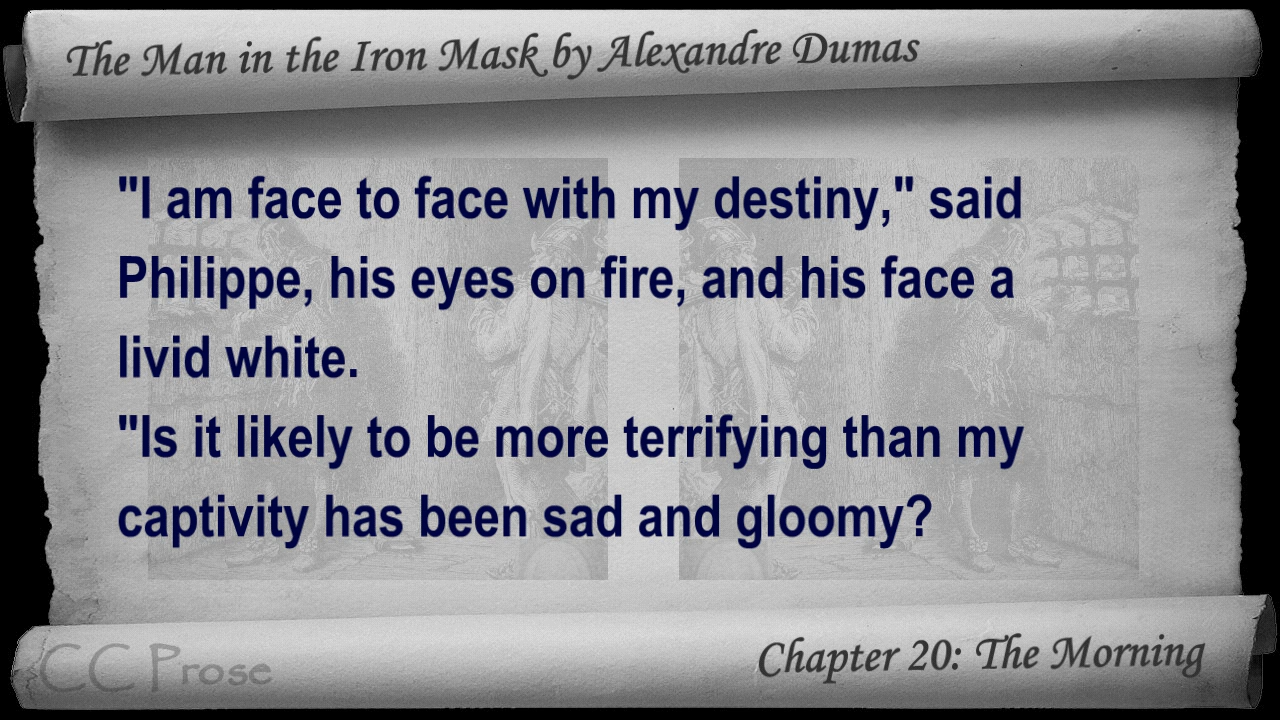 The Man in the Iron Mask by Alexandre Dumas
"I am face to face with my destiny," said
Philippe, his eyes on fire, and his face a
livid white.
"Is it likely to be more terrifying than my
captivity has been sad and gloomy?
CC Prose
Chapter 20: The Morning